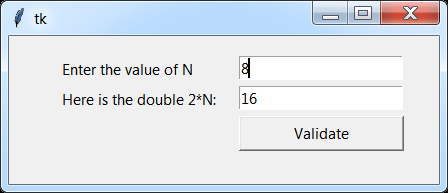 tk
Enter the value of N 8
Here is the double 2*N: 16
Validate